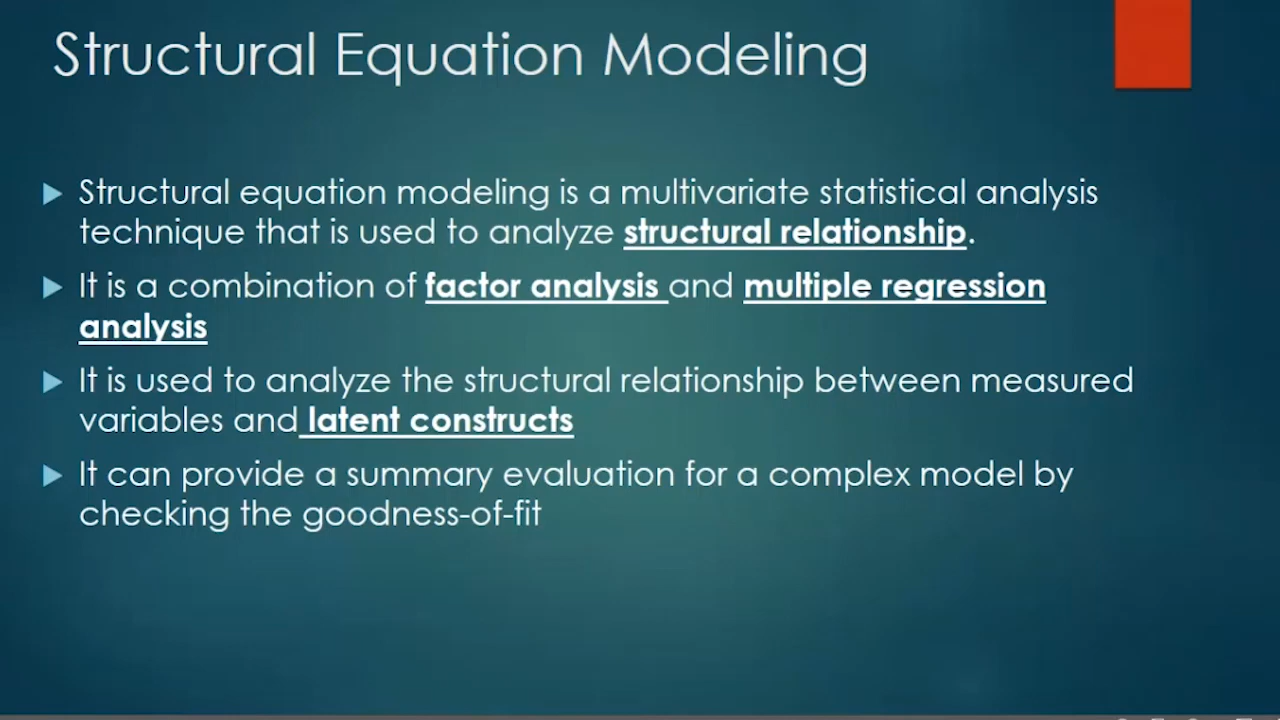 Structural Equation Modeling
Structural equation modeling is a multivariate statistical analysis
technique that is used to analyze structural relationship.
It is a combination of factor analysis and multiple regression
analysis
It is used to analyze the structural relationship between measured
variables and latent constructs
It can provide a summary evaluation for a complex model by
checking the goodness-of-fit